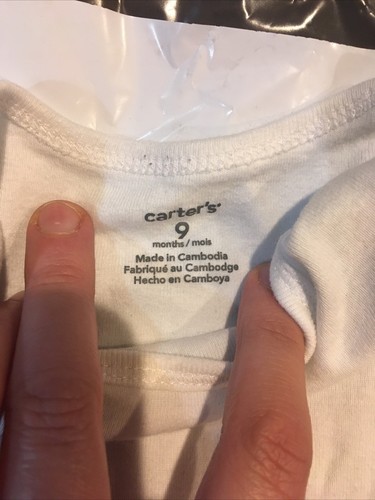 carter's
9
months / mois
Made in Cambodia
Fabriqué au Cambodge
Hecho en Camboya